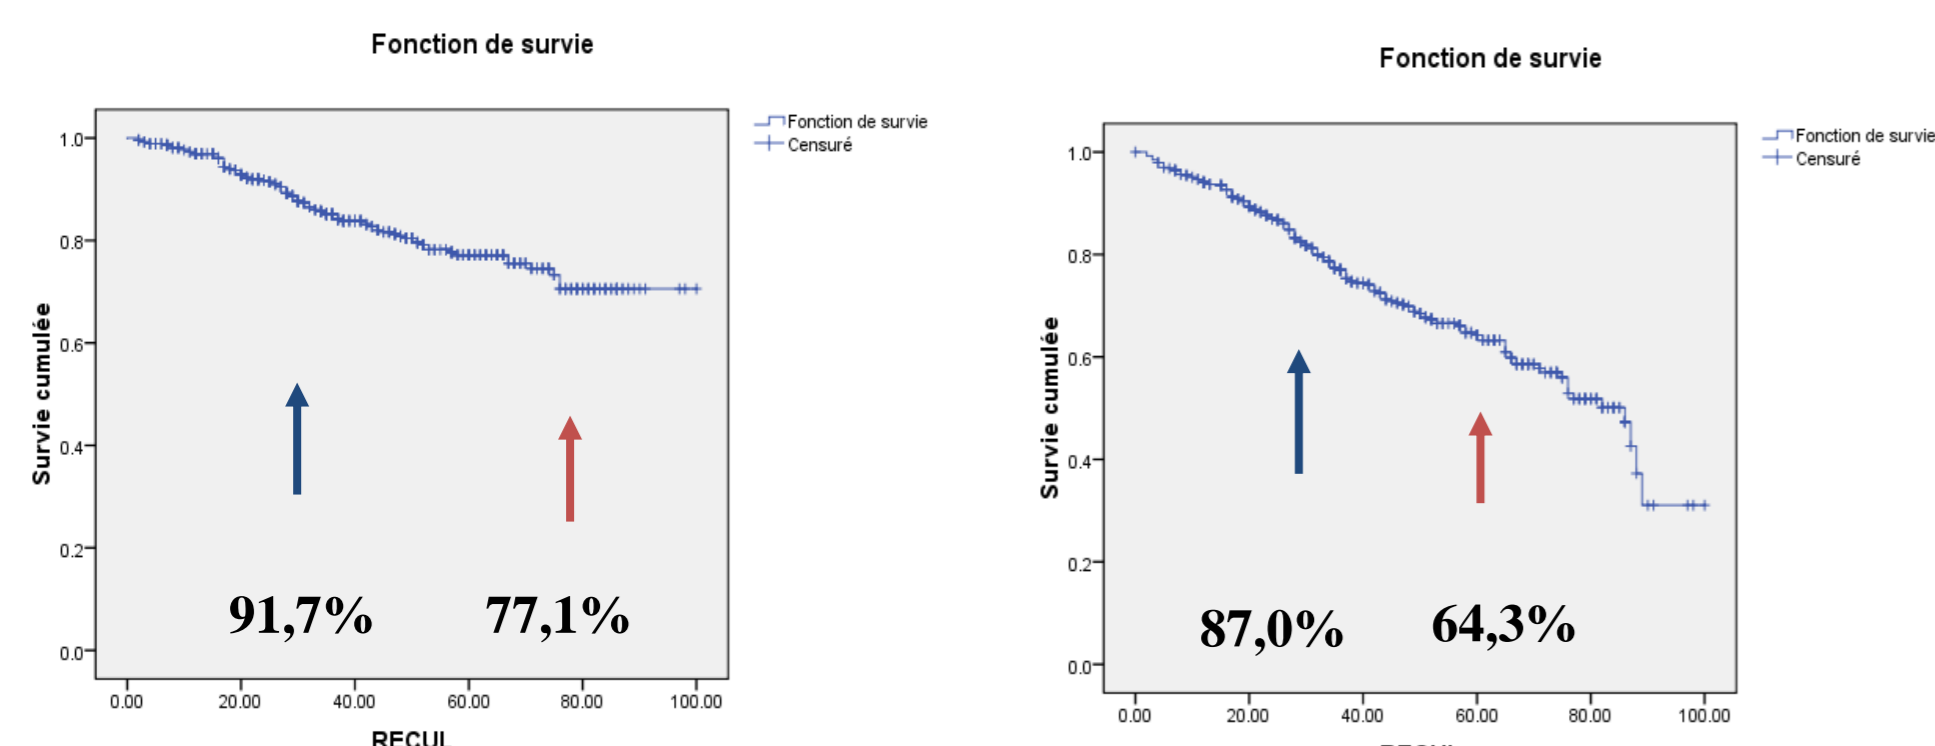 Fonction de survie
Fonction de survie
Censuré
Survie cumulée
1.0
0.8
0.6
0.4
0.2
0.0
91,7% 77,1%
0.00 20.00 40.00 60.00 80.00 100.00
RECUL
Fonction de survie
Fonction de survie
Censuré
Survie cumulée
1.0
0.8
0.6
0.4
0.2
0.0
87,0% 64,3%
0.00 20.00 40.00 60.00 80.00 100.00